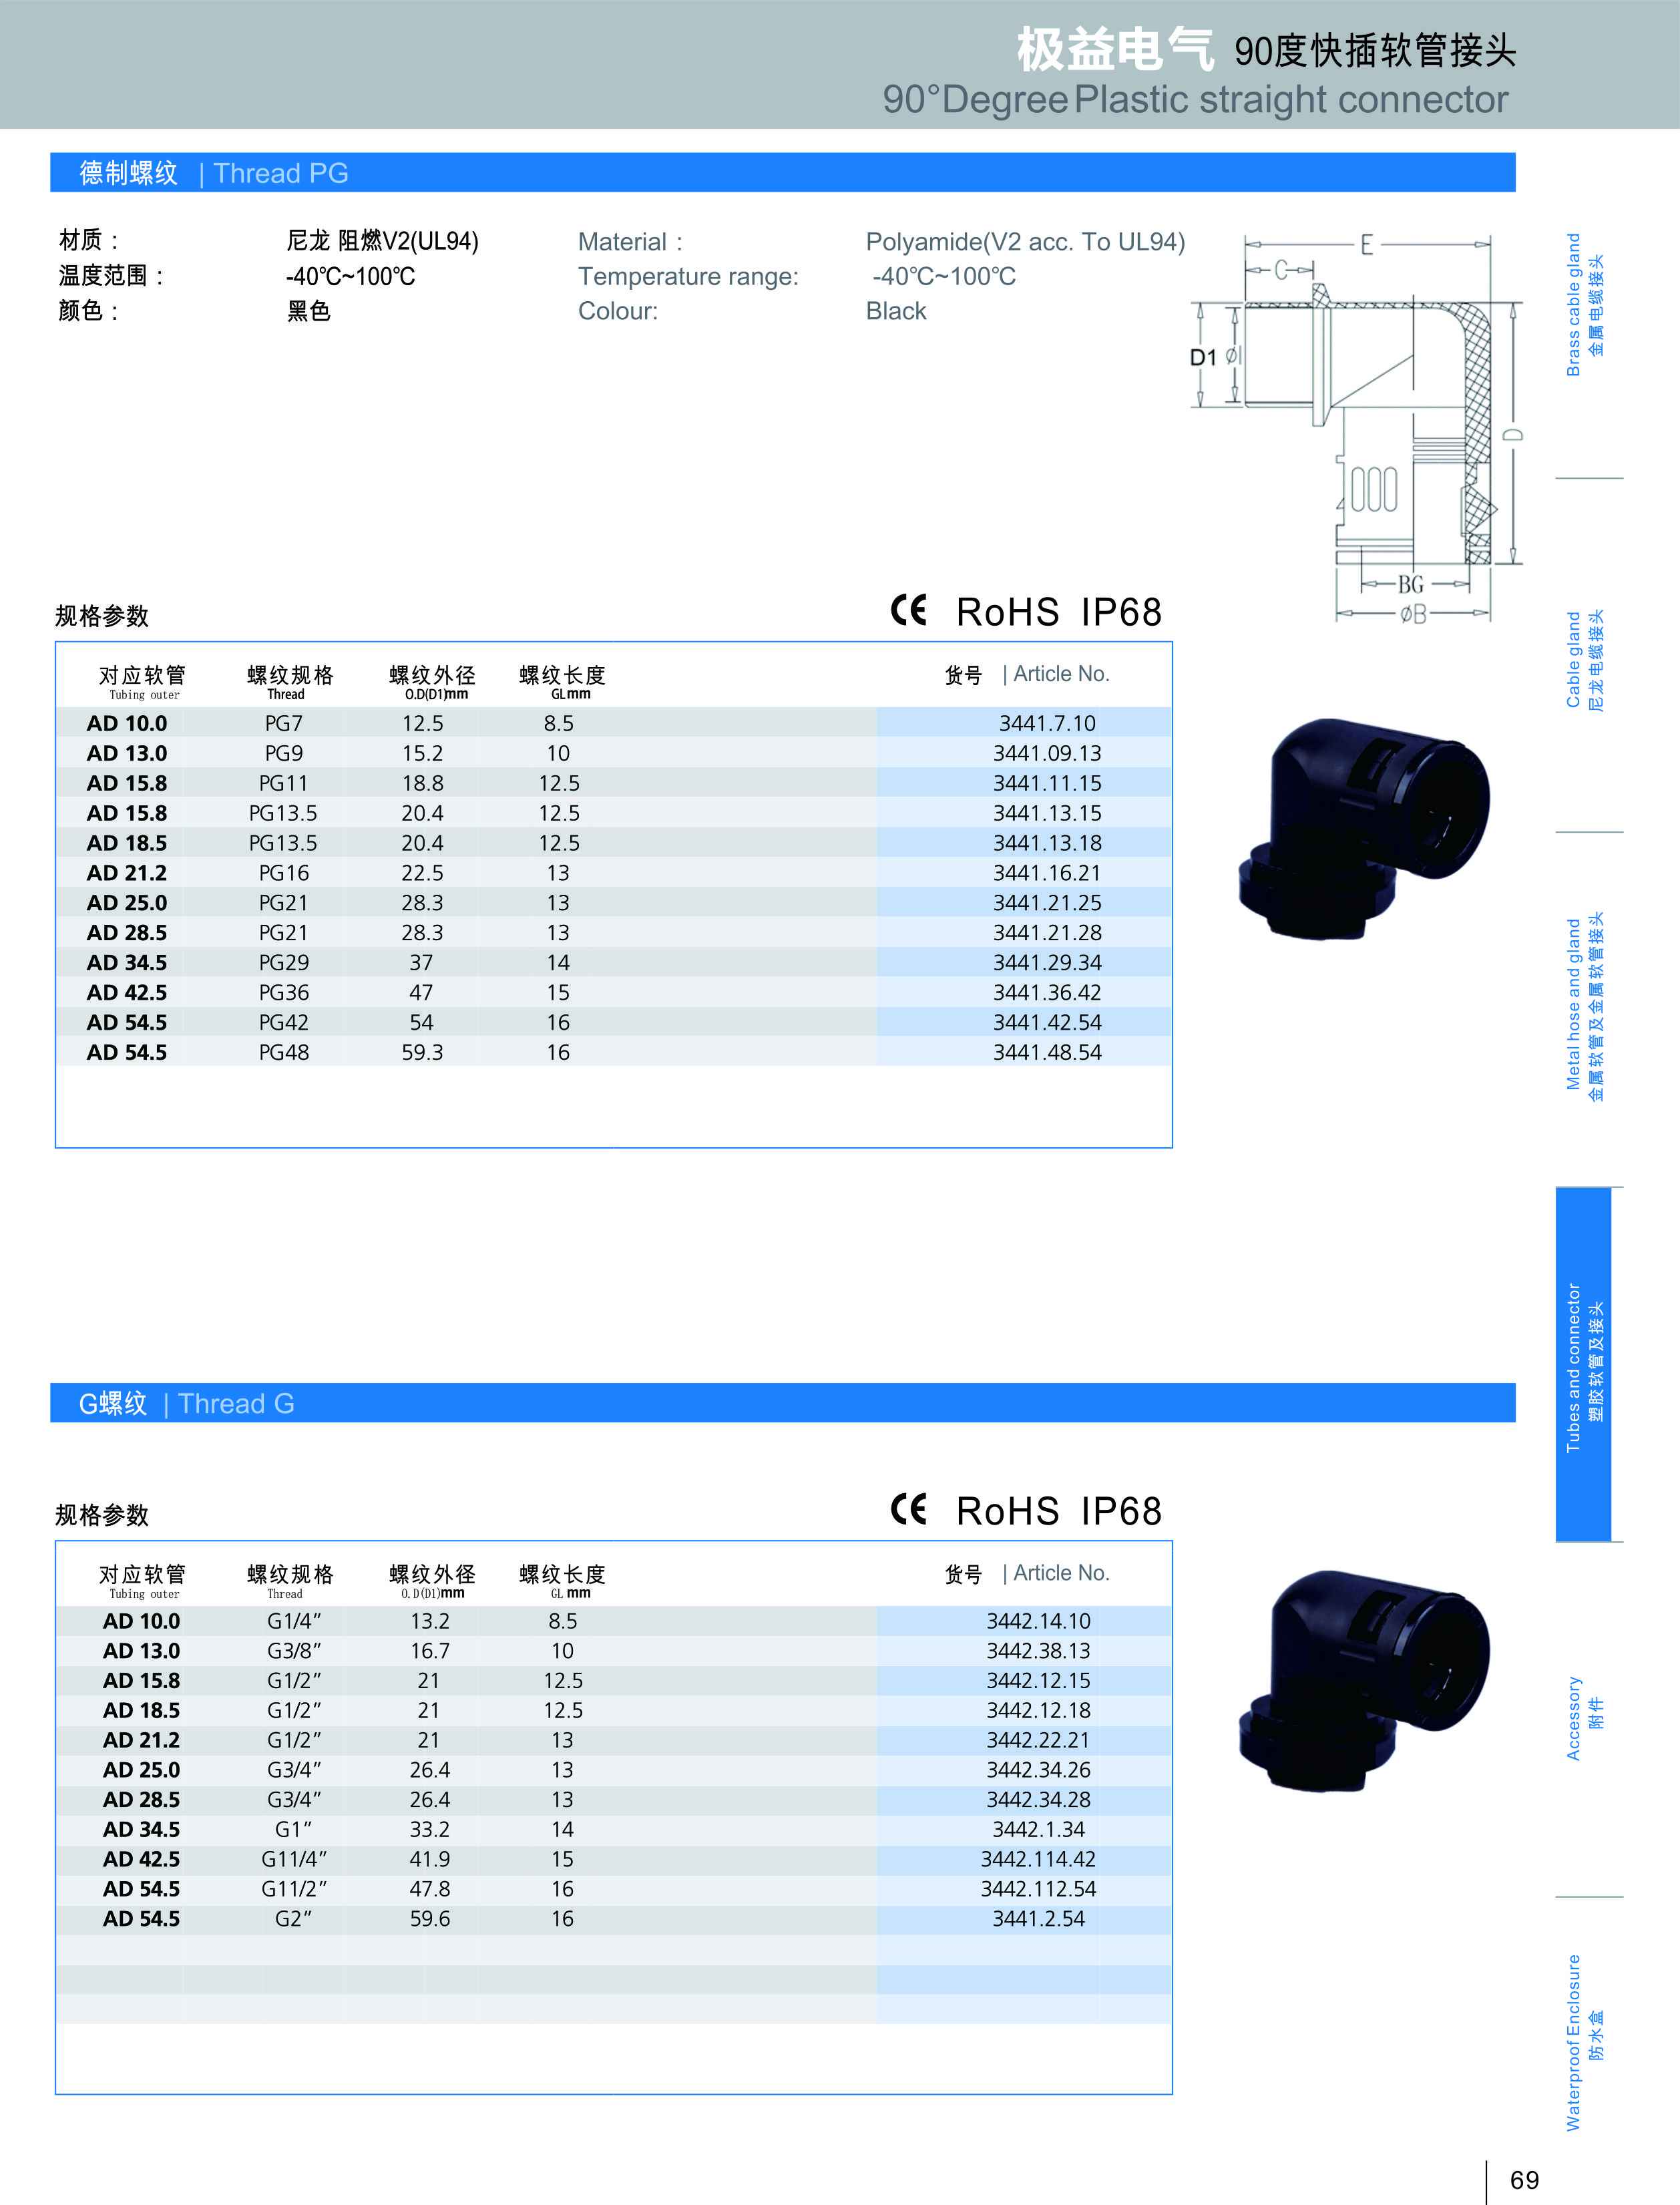 极益电气 90度快插软管接头
90°Degree Plastic straight connector
德制螺纹 | Thread PG
材质： 尼龙 阻燃V2(UL94) Material： Polyamide(V2 acc. To UL94)
温度范围： -40℃~100℃ Temperature range: -40℃~100℃
颜色： 黑色 Colour: Black
E
C
D1 ØI
D
BG
ØB
规格参数 CE RoHS IP68
对应软管 螺纹规格 螺纹外径 螺纹长度 货号 | Article No.
Tubing outer Thread O.D(D1)mm GLmm
AD 10.0 PG7 12.5 8.5 3441.7.10
AD 13.0 PG9 15.2 10 3441.09.13
AD 15.8 PG11 18.8 12.5 3441.11.15
AD 15.8 PG13.5 20.4 12.5 3441.13.15
AD 18.5 PG13.5 20.4 12.5 3441.13.18
AD 21.2 PG16 22.5 13 3441.16.21
AD 25.0 PG21 28.3 13 3441.21.25
AD 28.5 PG21 28.3 13 3441.21.28
AD 34.5 PG29 37 14 3441.29.34
AD 42.5 PG36 47 15 3441.36.42
AD 54.5 PG42 54 16 3441.42.54
AD 54.5 PG48 59.3 16 3441.48.54
G螺纹 | Thread G
规格参数 CE RoHS IP68
对应软管 螺纹规格 螺纹外径 螺纹长度 货号 | Article No.
Tubing outer Thread O.D(D1)mm GL mm
AD 10.0 G1/4″ 13.2 8.5 3442.14.10
AD 13.0 G3/8″ 16.7 10 3442.38.13
AD 15.8 G1/2″ 21 12.5 3442.12.15
AD 18.5 G1/2″ 21 12.5 3442.12.18
AD 21.2 G1/2″ 21 13 3442.22.21
AD 25.0 G3/4″ 26.4 13 3442.34.26
AD 28.5 G3/4″ 26.4 13 3442.34.28
AD 34.5 G1″ 33.2 14 3442.1.34
AD 42.5 G11/4″ 41.9 15 3442.114.42
AD 54.5 G11/2″ 47.8 16 3442.112.54
AD 54.5 G2″ 59.6 16 3441.2.54
Brass cable gland
金属电缆接头
Cable gland
尼龙电缆接头
Metal hose and gland
金属软管及金属软管接头
Tubes and connector
塑胶软管及接头
Accessory
附件
Waterproof Enclosure
防水盒
69